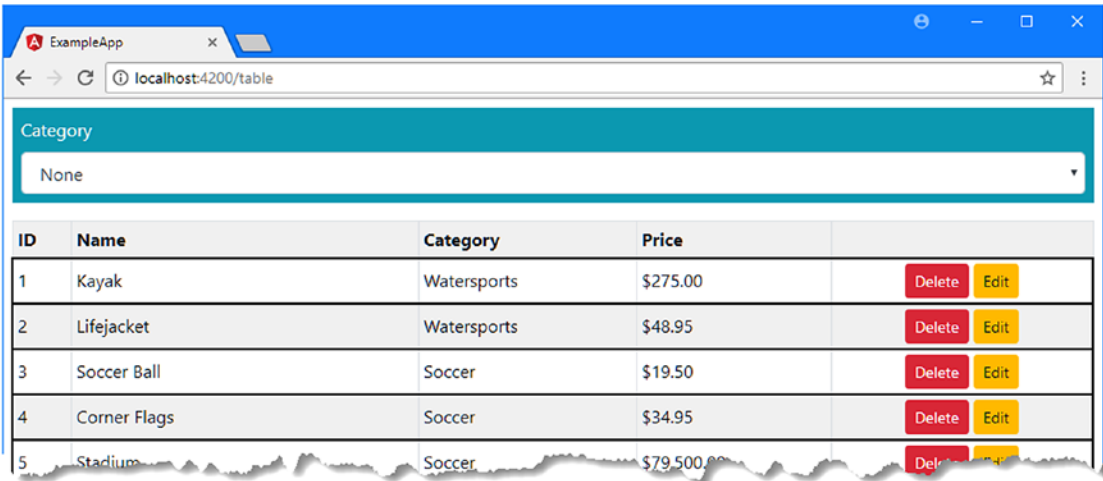 ExampleApp
localhost:4200/table
Category
None
ID Name Category Price
1 Kayak Watersports $275.00 Delete Edit
2 Lifejacket Watersports $48.95 Delete Edit
3 Soccer Ball Soccer $19.50 Delete Edit
4 Corner Flags Soccer $34.95 Delete Edit
5 Stadium Soccer